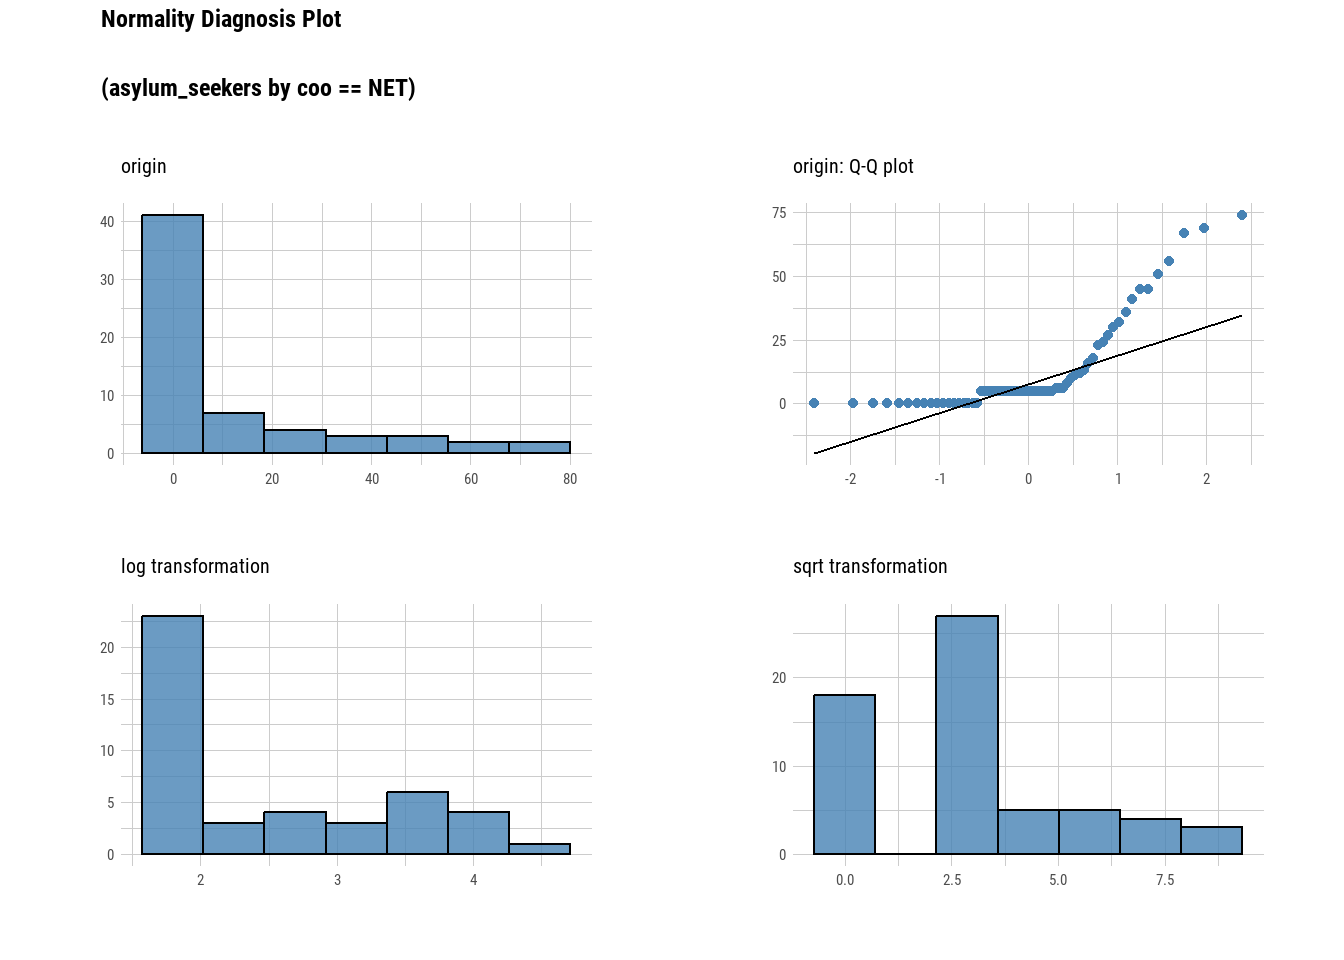 Normality Diagnosis Plot
(asylum_seekers by coo == NET)
origin
40
30
20
10
0
0 20 40 60 80
origin: Q-Q plot
75
50
25
0
-2 -1 0 1 2
log transformation
20
15
10
5
0
2 3 4
sqrt transformation
20
10
0
0.0 2.5 5.0 7.5